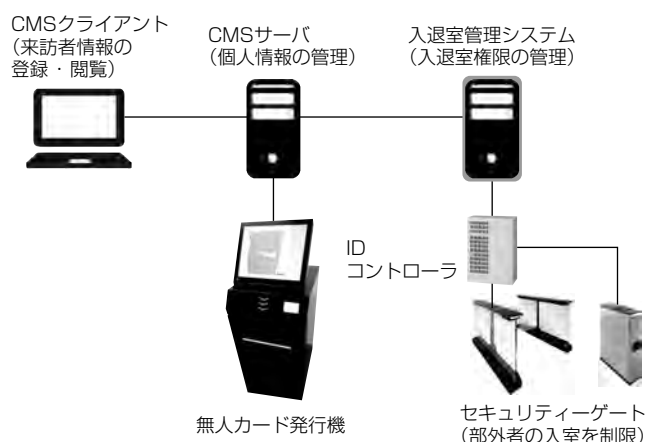 CMSクライアント
（来訪者情報の
登録・閲覧）
CMSサーバ
（個人情報の管理）
入退室管理システム
（入退室権限の管理）
ID
コントローラ
無人カード発行機
セキュリティーゲート
（部外者の入室を制限）